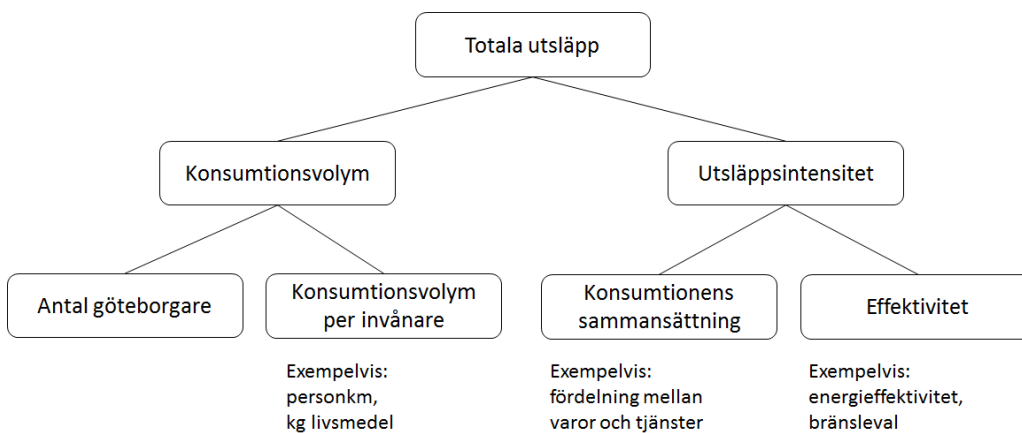 Totala utsläpp
Konsumtionsvolym
Utsläppsintensitet
Antal göteborgare
Konsumtionsvolym
per invånare
Konsumtionens
sammansättning
Effektivitet
Exempelvis:
personkm,
kg livsmedel
Exempelvis:
fördelning mellan
varor och tjänster
Exempelvis:
energieffektivitet,
bränsleval